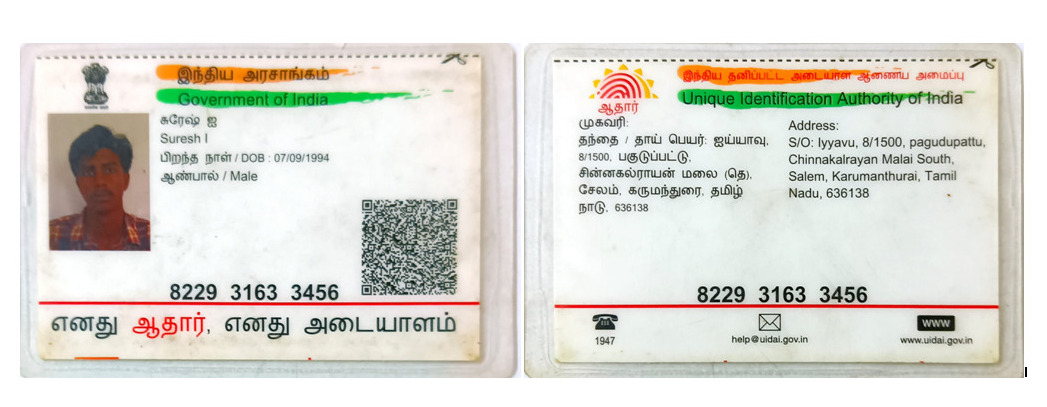 இந்திய அரசாங்கம்
Government of India
சுரேஷ் ஐ
Suresh I
பிறந்த நாள் / DOB : 07/09/1994
ஆண்பால் / Male
8229 3163 3456
எனது ஆதார், எனது அடையாளம்
இந்திய தனிப்பட்ட அடையாள ஆணைய அமைப்பு
Unique Identification Authority of India
ஆதார்
முகவரி:
தந்தை / தாய் பெயர்: ஐய்யாவு,
8/1500, பகுடுப்பட்டு,
சின்னகல்ராயன் மலை (தெ),
சேலம், கருமந்துரை, தமிழ்
நாடு, 636138
Address:
S/O: Iyyavu, 8/1500, pagudupattu,
Chinnakalrayan Malai South,
Salem, Karumanthurai, Tamil
Nadu, 636138
8229 3163 3456
1947
help@uidai.gov.in
WWW
www.uidai.gov.in